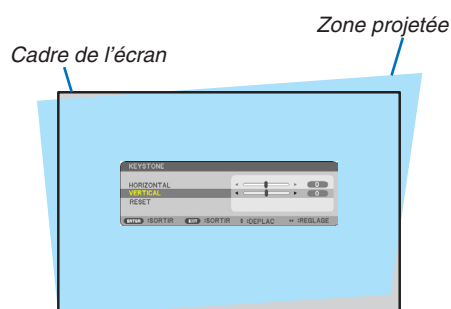 Zone projetée
Cadre de l'écran
KEYSTONE
HORIZONTAL 0
VERTICAL 0
RESET
ENTER :SORTIR EXIT :SORTIR ↕ :DEPLAC ↔ :REGLAGE